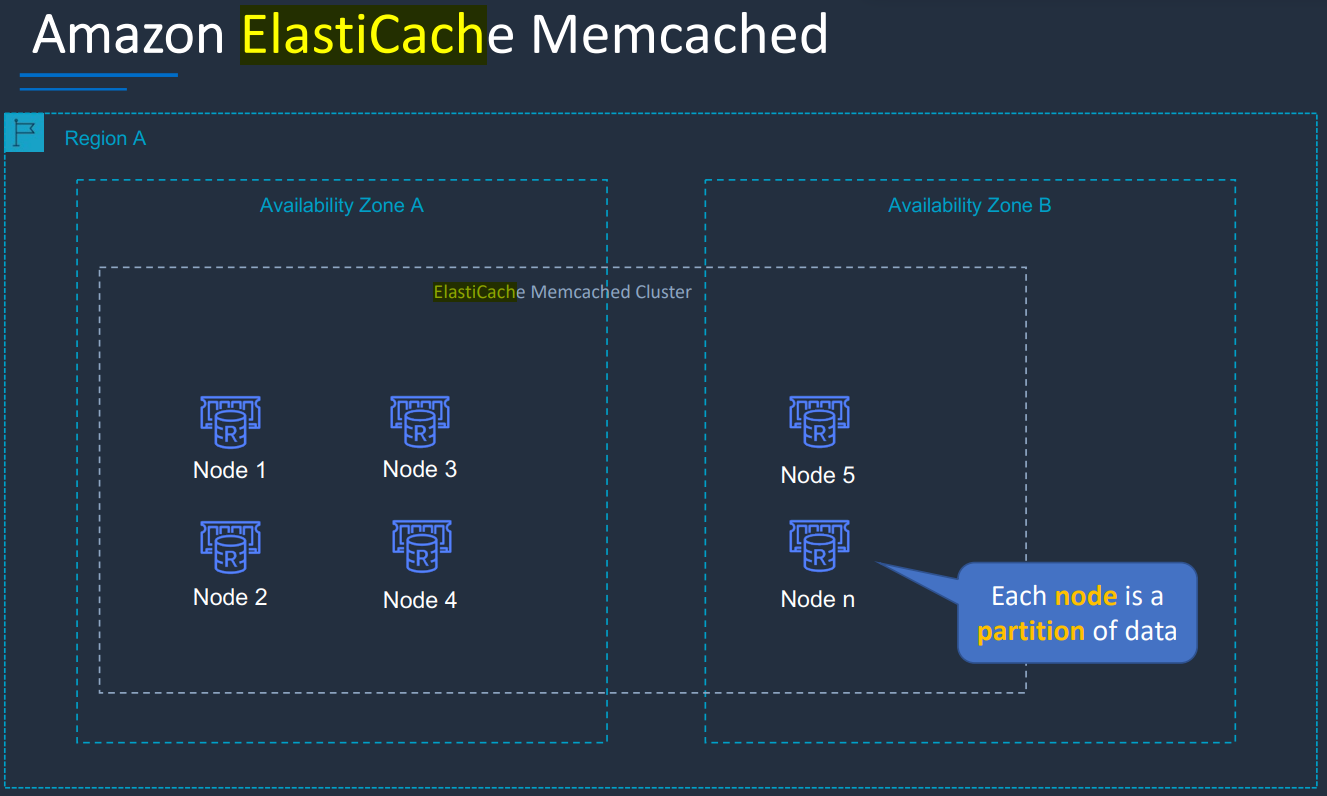 Amazon ElastiCache Memcached
Region A
Availability Zone A
Availability Zone B
ElastiCache Memcached Cluster
R
Node 1
R
Node 3
R
Node 5
R
Node 2
R
Node 4
R
Node n
Each node is a
partition of data